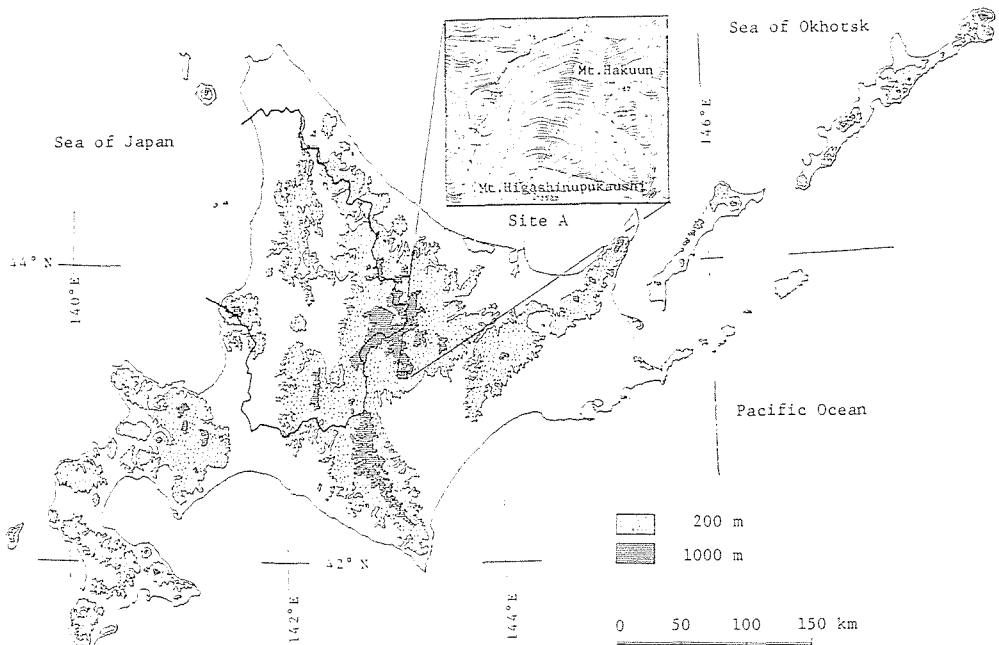 Sea of Okhotsk
Mt.Hakuun
146°E
Sea of Japan
Mt.Higashinupukaushi
Site A
44° N
140°E
Pacific Ocean
200 m
1000 m
42° N
142°E
144°E
0 50 100 150 km